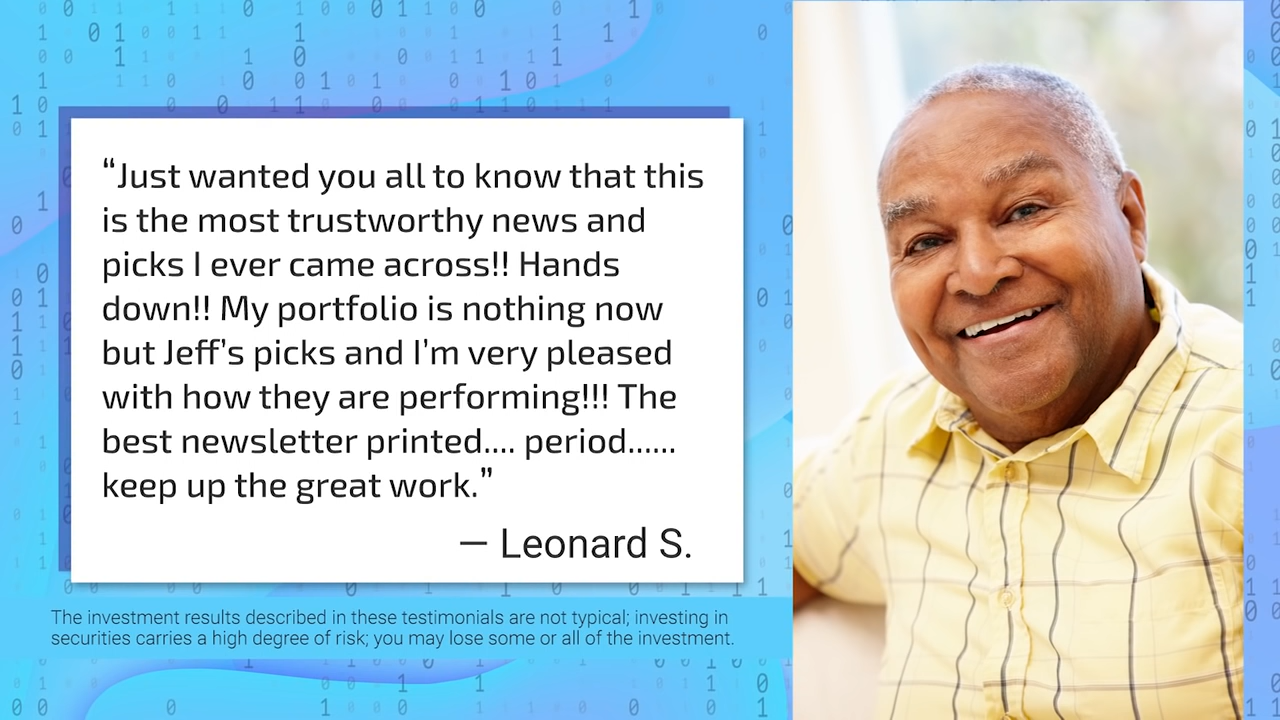 “Just wanted you all to know that this
is the most trustworthy news and
picks I ever came across!! Hands
down!! My portfolio is nothing now
but Jeff’s picks and I’m very pleased
with how they are performing!!! The
best newsletter printed.... period......
keep up the great work.”
— Leonard S.
The investment results described in these testimonials are not typical; investing in
securities carries a high degree of risk; you may lose some or all of the investment.